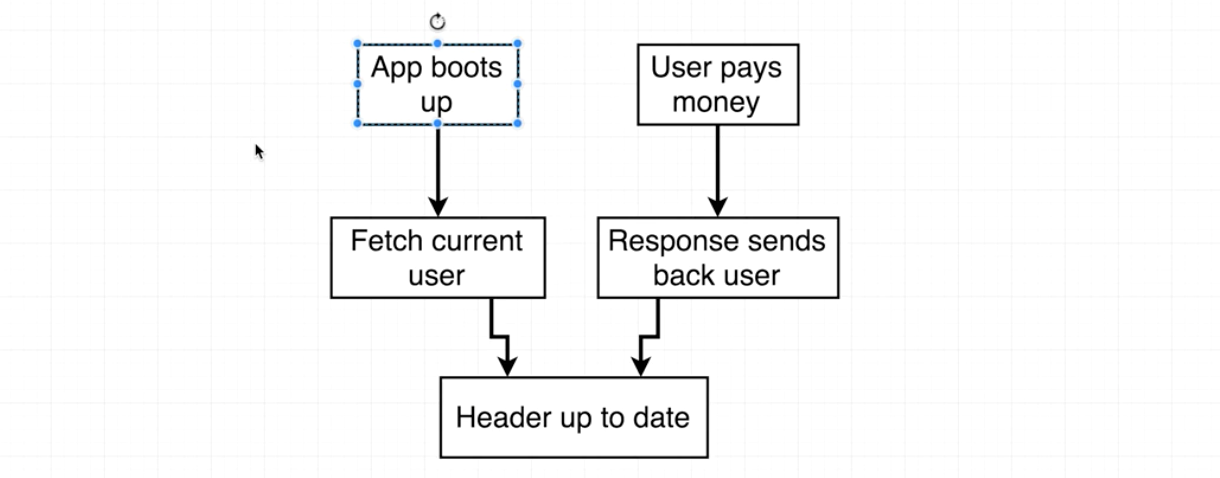 App boots
up
User pays
money
Fetch current
user
Response sends
back user
Header up to date